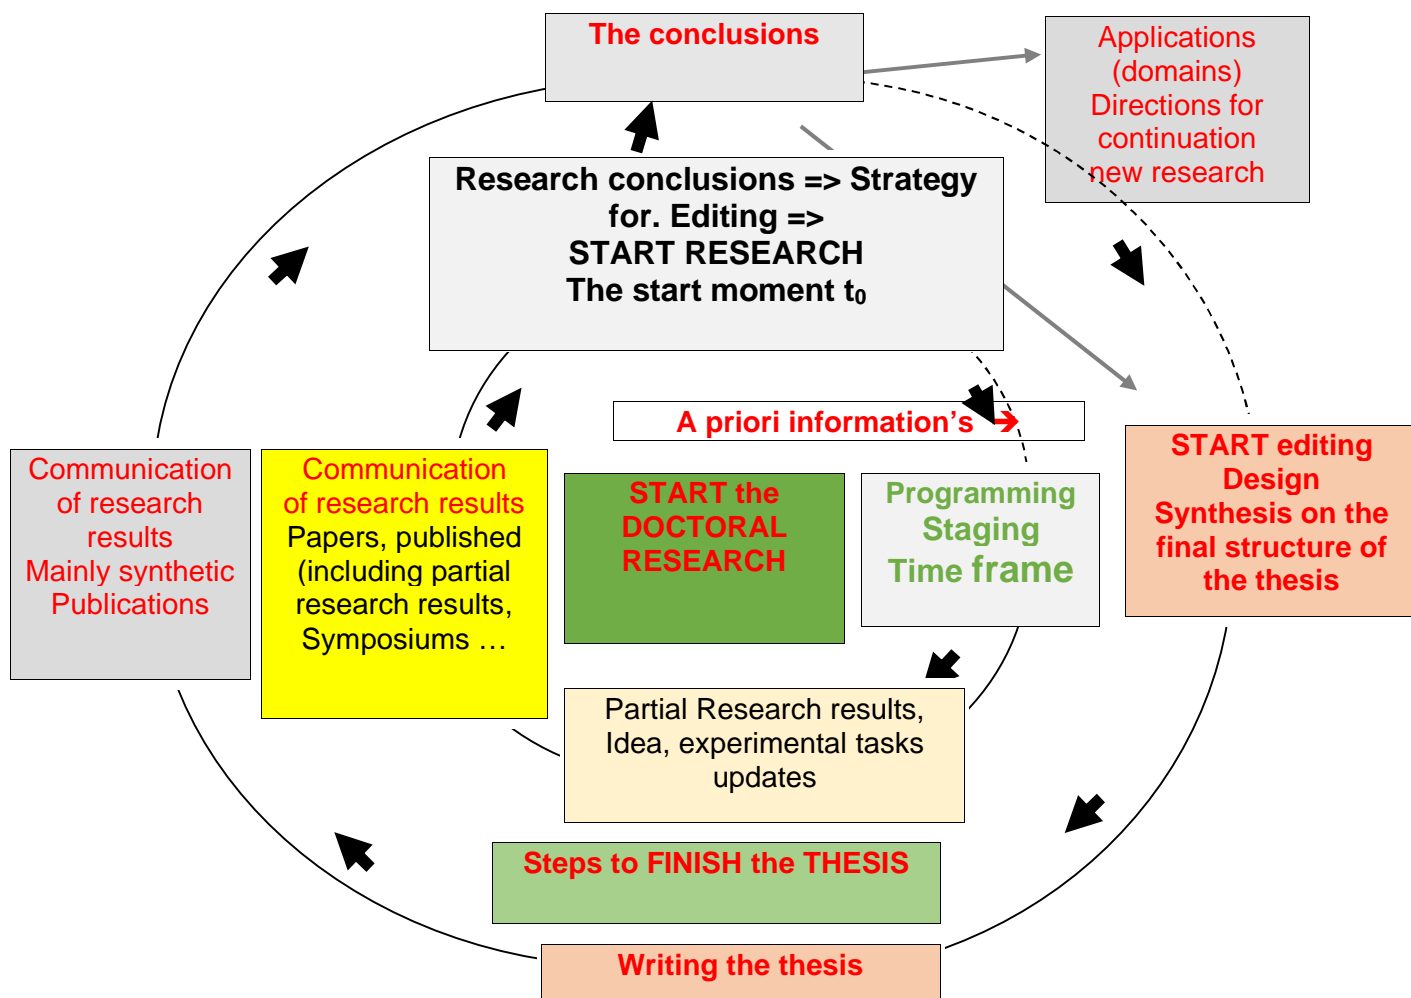 The conclusions
Applications
(domains)
Directions for
continuation
new research
Research conclusions => Strategy
for. Editing =>
START RESEARCH
The start moment t₀
A priori information’s ➔
Communication
of research
results
Mainly synthetic
Publications
Communication
of research results
Papers, published
(including partial
research results,
Symposiums …
START the
DOCTORAL
RESEARCH
Programming
Staging
Time frame
START editing
Design
Synthesis on the
final structure of
the thesis
Partial Research results,
Idea, experimental tasks
updates
Steps to FINISH the THESIS
Writing the thesis